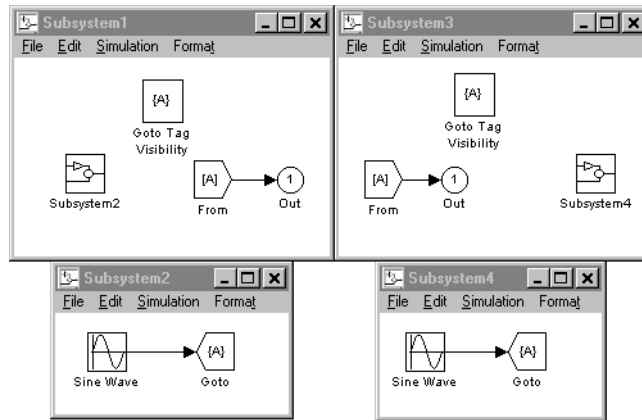 Subsystem1
File Edit Simulation Format
{A}
Goto Tag
Visibility
Subsystem2
[A]
From
1
Out
Subsystem3
File Edit Simulation Format
{A}
Goto Tag
Visibility
[A]
From
1
Out
Subsystem4
Subsystem2
File Edit Simulation Format
Sine Wave
{A}
Goto
Subsystem4
File Edit Simulation Format
Sine Wave
{A}
Goto